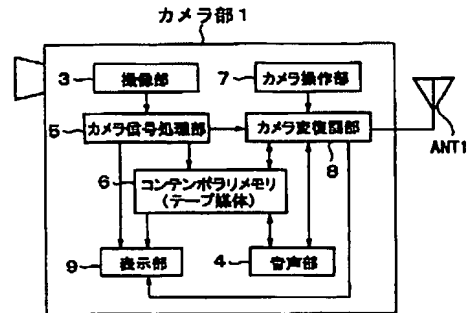 カメラ部1
3 撮像部
7 カメラ操作部
5 カメラ信号処理部
カメラ変復調部
8
ANT1
6 コンテンポラリメモリ
(テープ媒体)
9 表示部
4 音声部